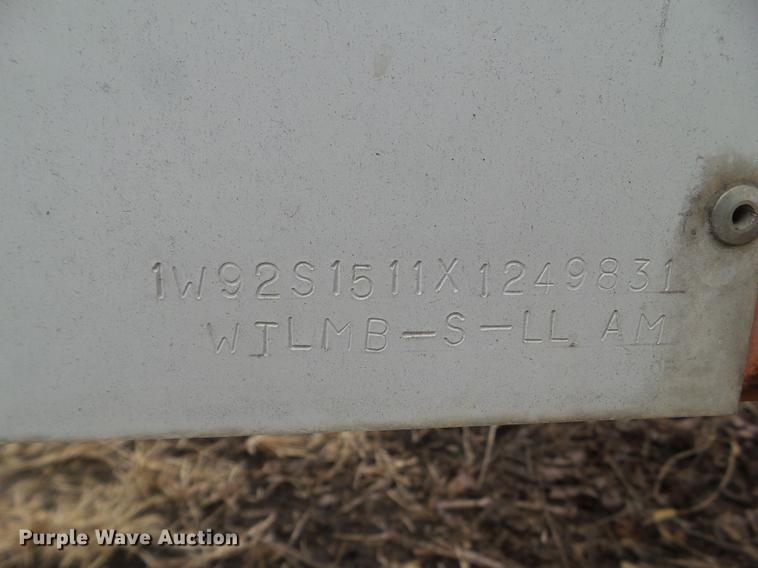 1W92S1511X1249831
WTLMB-S-LL AM
Purple Wave Auction